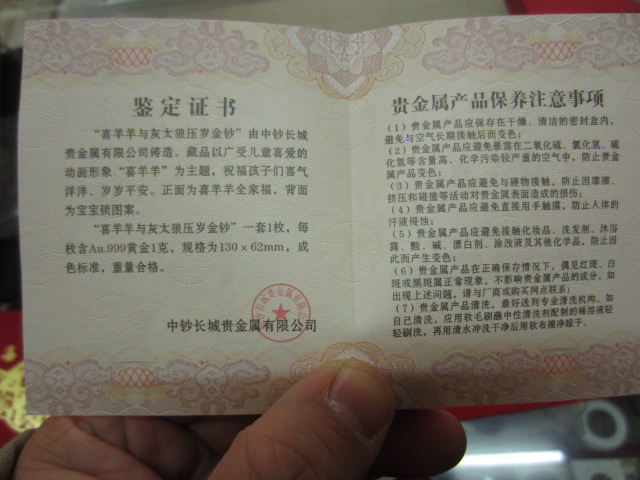 鉴定证书
“喜羊羊与灰太狼压岁金钞”由中钞长城
贵金属有限公司铸造。藏品以广受儿童喜爱的
动画形象“喜羊羊”为主题，祝福孩子们喜气
洋洋、岁岁平安。正面为喜羊羊全家福，背面
为宝宝锁图案。
“喜羊羊与灰太狼压岁金钞”一套1枚，每
枚含Au.999黄金1克，规格为130×62mm，成
色标准，重量合格。
中钞长城贵金属有限公司
贵金属产品保养注意事项
（1）贵金属产品应保存在干燥、清洁的密封盒内，
避免与空气长期接触后而变色；
（2）贵金属产品应避免暴露在二氧化硫、氯化氢、硫
化氢等含量高、化学污染较严重的空气中，防止贵金
属产品变色；
（3）贵金属产品应避免与硬物接触，防止因摩擦、
挤压和碰撞等活动对贵金属表面造成的损伤；
（4）贵金属产品应避免直接用手触摸，防止人体的
汗液侵蚀；
（5）贵金属产品应避免接触化妆品、洗发剂、沐浴
露、酸、碱、漂白剂、涂改液及其他化学品，防止因
此而产生变色；
（6）贵金属产品在正确保存情况下，偶见红斑、白
斑或黑斑属正常现象，不影响贵金属产品的成分。如
出现上述问题，请与厂商或购买网点联系；
（7）贵金属产品清洗，最好送到专业清洗机构。如
自己清洗，应用软毛刷蘸中性清洗剂配制的稀溶液轻
轻刷洗，再用清水冲洗干净后用软布擦净晾干。